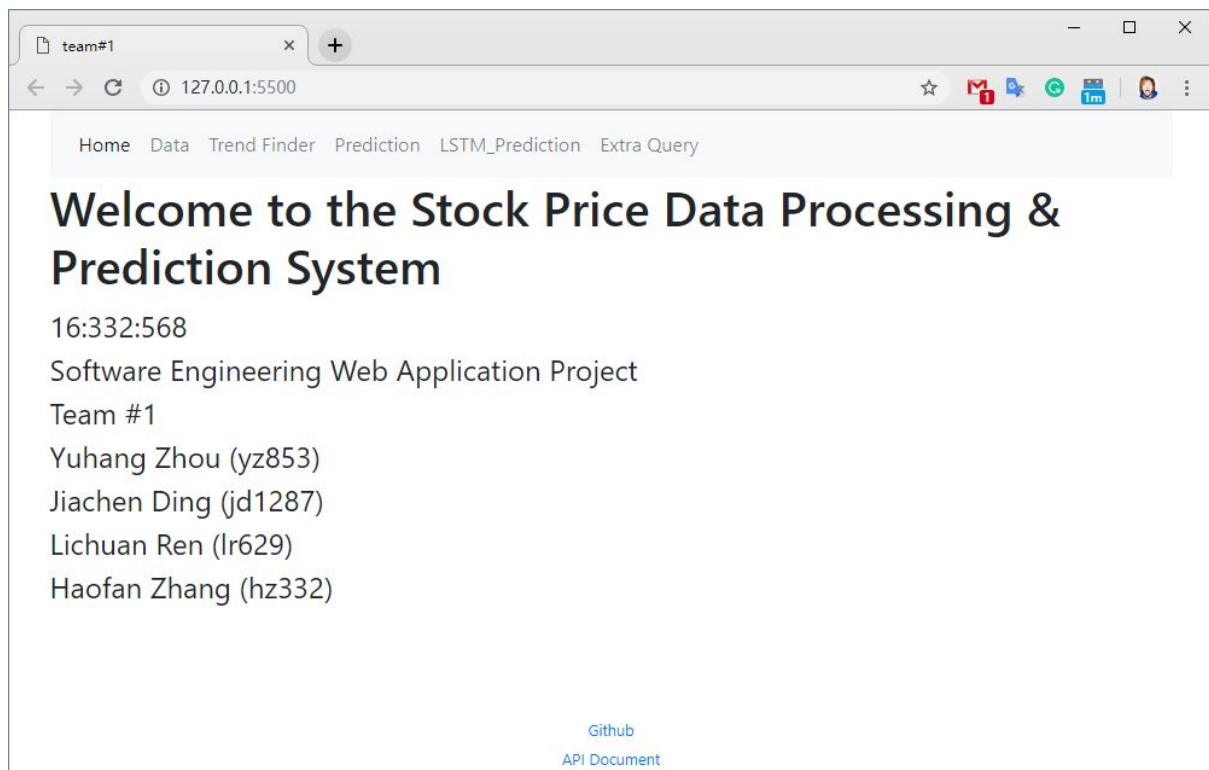 team#1
127.0.0.1:5500
1
1m
Home Data Trend Finder Prediction LSTM_Prediction Extra Query
Welcome to the Stock Price Data Processing &
Prediction System
16:332:568
Software Engineering Web Application Project
Team #1
Yuhang Zhou (yz853)
Jiachen Ding (jd1287)
Lichuan Ren (lr629)
Haofan Zhang (hz332)
Github
API Document